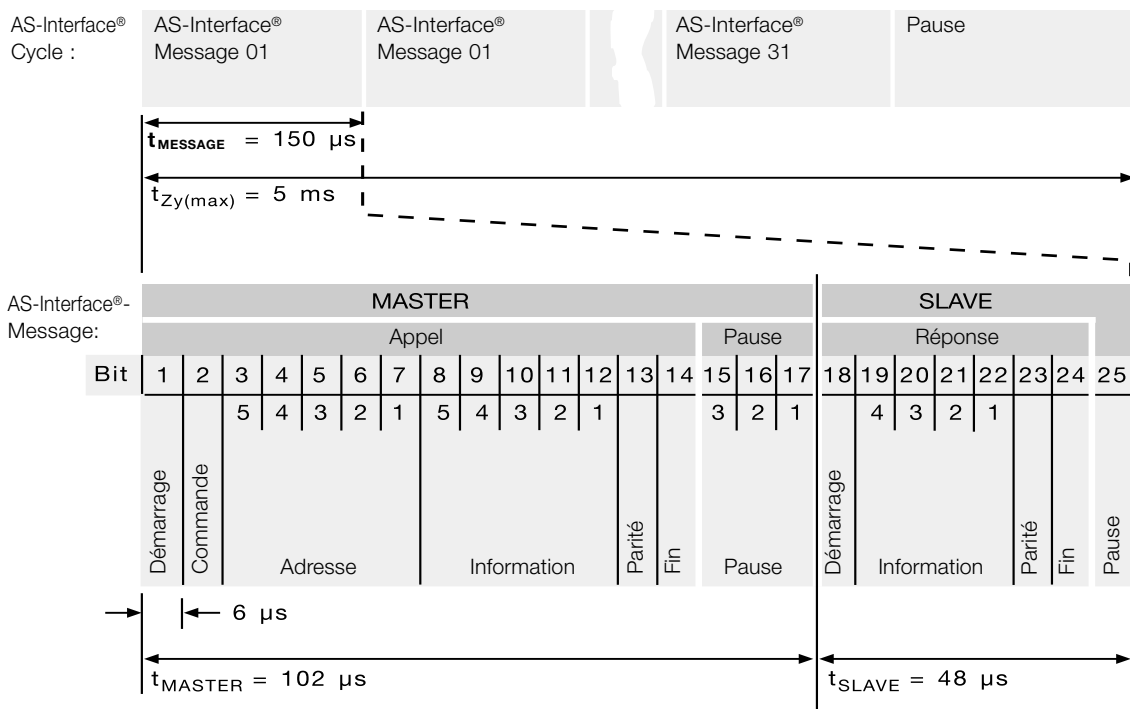 AS-Interface®
Cycle :
AS-Interface®
Message 01
AS-Interface®
Message 01
AS-Interface®
Message 31
Pause
tMESSAGE = 150 µs
tZy(max) = 5 ms
AS-Interface®-
Message:
MASTER
SLAVE
Appel
Pause
Réponse
Bit 1 2 3 4 5 6 7 8 9 10 11 12 13 14 15 16 17 18 19 20 21 22 23 24 25
5 4 3 2 1 5 4 3 2 1 3 2 1 4 3 2 1
Démarrage
Commande
Adresse
Information
Parité
Fin
Pause
Démarrage
Information
Parité
Fin
Pause
6 µs
tMASTER = 102 µs
tSLAVE = 48 µs